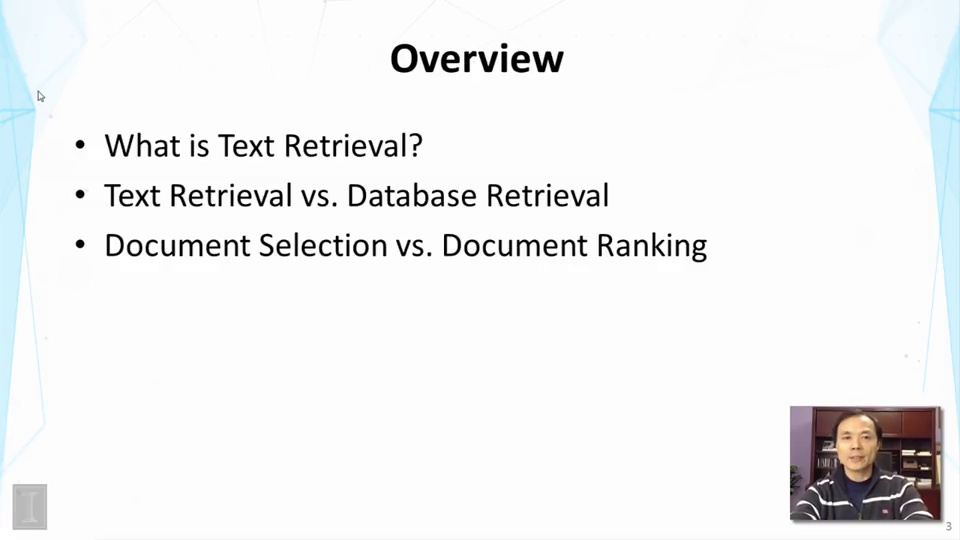 Overview
• What is Text Retrieval?
• Text Retrieval vs. Database Retrieval
• Document Selection vs. Document Ranking
I
3